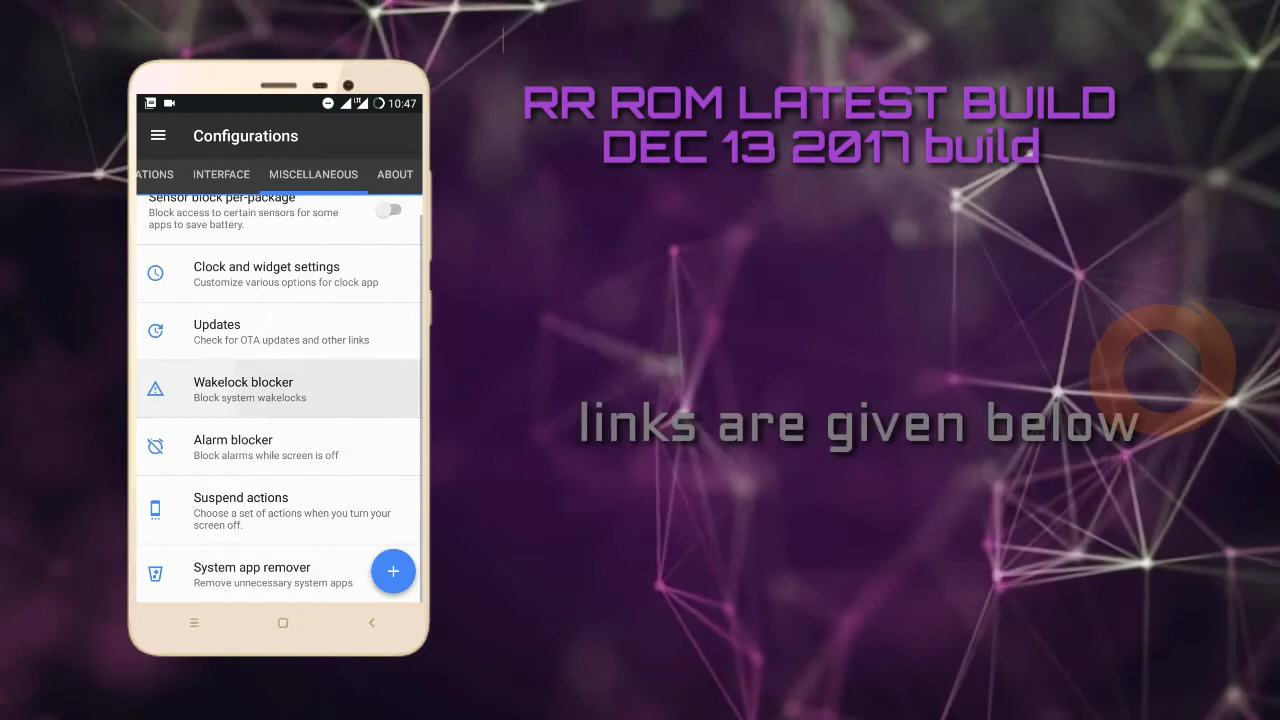 RR ROM LATEST BUILD
DEC 13 2017 build
links are given below
LTE 10:47
Configurations
ATIONS INTERFACE MISCELLANEOUS ABOUT
Sensor block per-package
Block access to certain sensors for some
apps to save battery.
Clock and widget settings
Customize various options for clock app
Updates
Check for OTA updates and other links
Wakelock blocker
Block system wakelocks
Alarm blocker
Block alarms while screen is off
Suspend actions
Choose a set of actions when you turn your
screen off.
System app remover
Remove unnecessary system apps